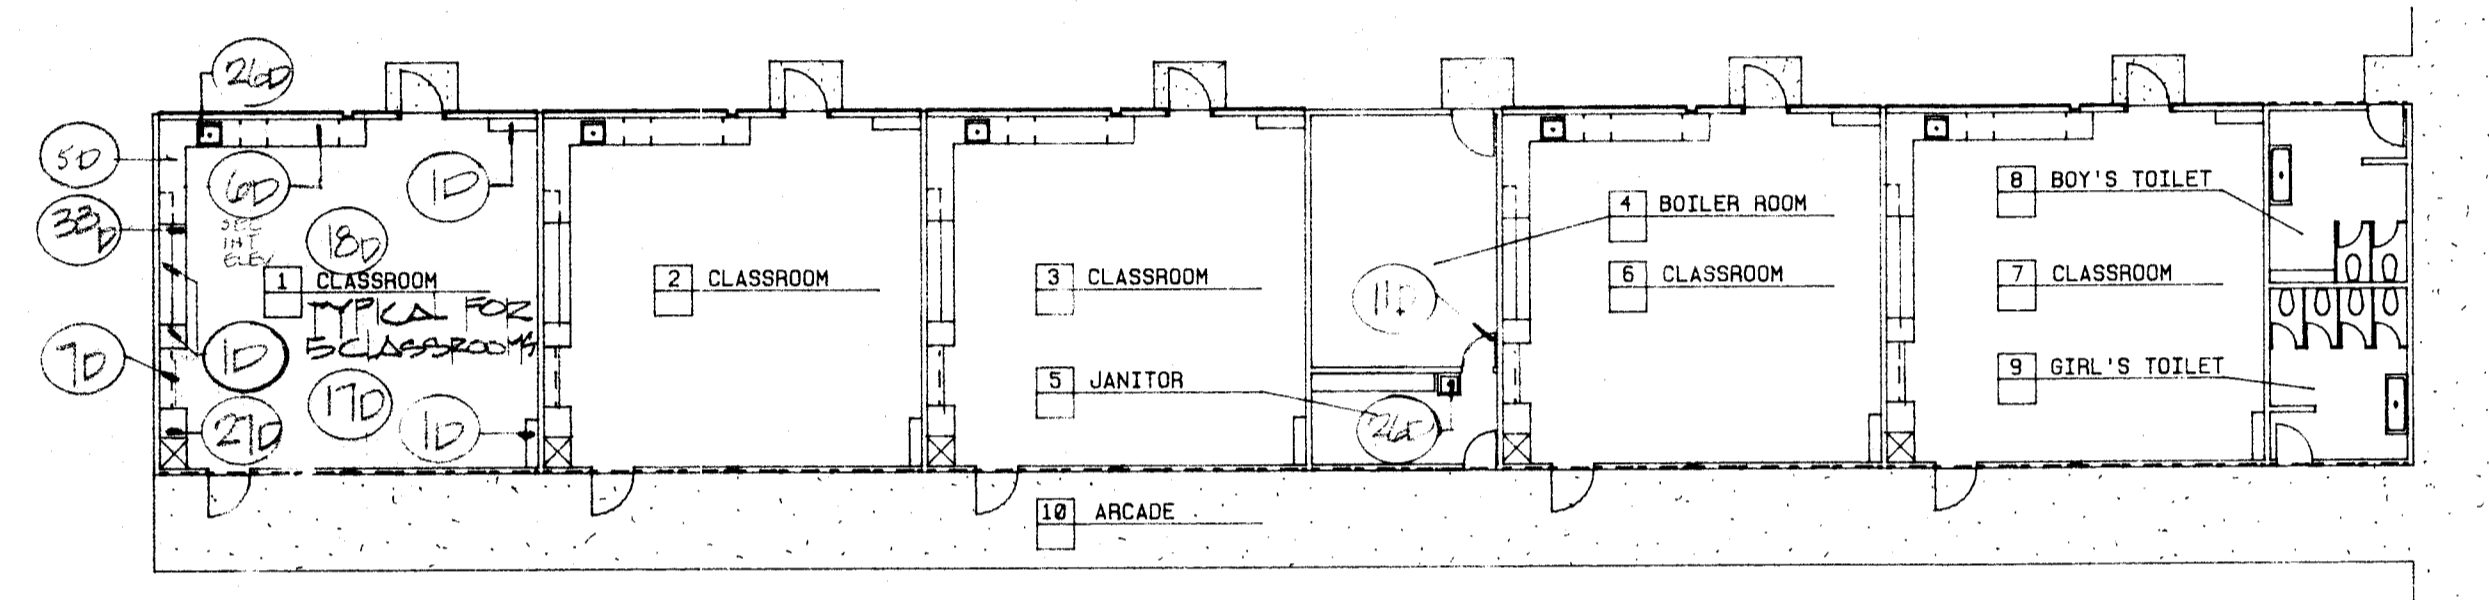 26D
5D
6D
1D
33D
SEE
INT
ELEV
18D
1 CLASSROOM
TYPICAL FOR
5 CLASSROOMS
7D
1D
17D
27D
1D
2 CLASSROOM
3 CLASSROOM
4 BOILER ROOM
11D
5 JANITOR
26D
6 CLASSROOM
7 CLASSROOM
8 BOY'S TOILET
9 GIRL'S TOILET
10 ARCADE